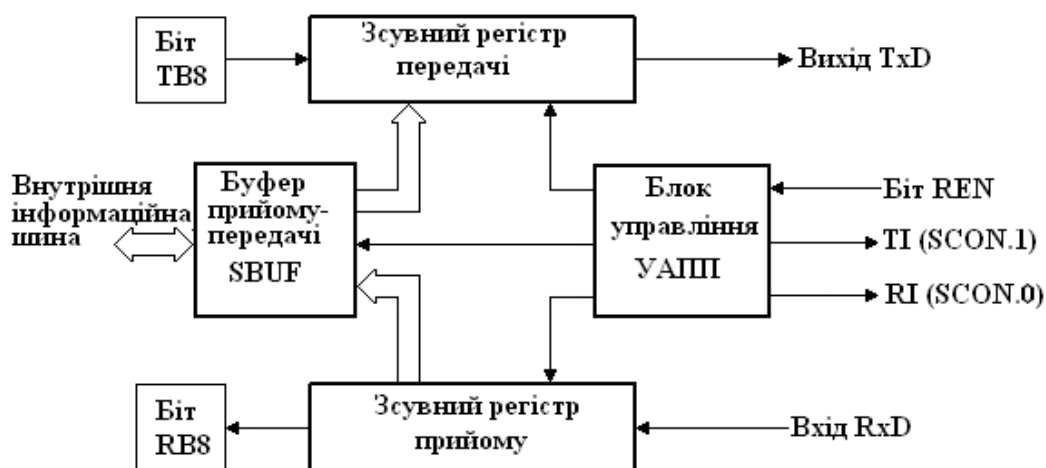 Біт
ТВ8
Зсувний регістр
передачі
Вихід TxD
Внутрішня
інформаційна
шина
Буфер
прийому-
передачі
SBUF
Блок
управління
УАПП
Біт REN
TI (SCON.1)
RI (SCON.0)
Біт
RB8
Зсувний регістр
прийому
Вхід RxD